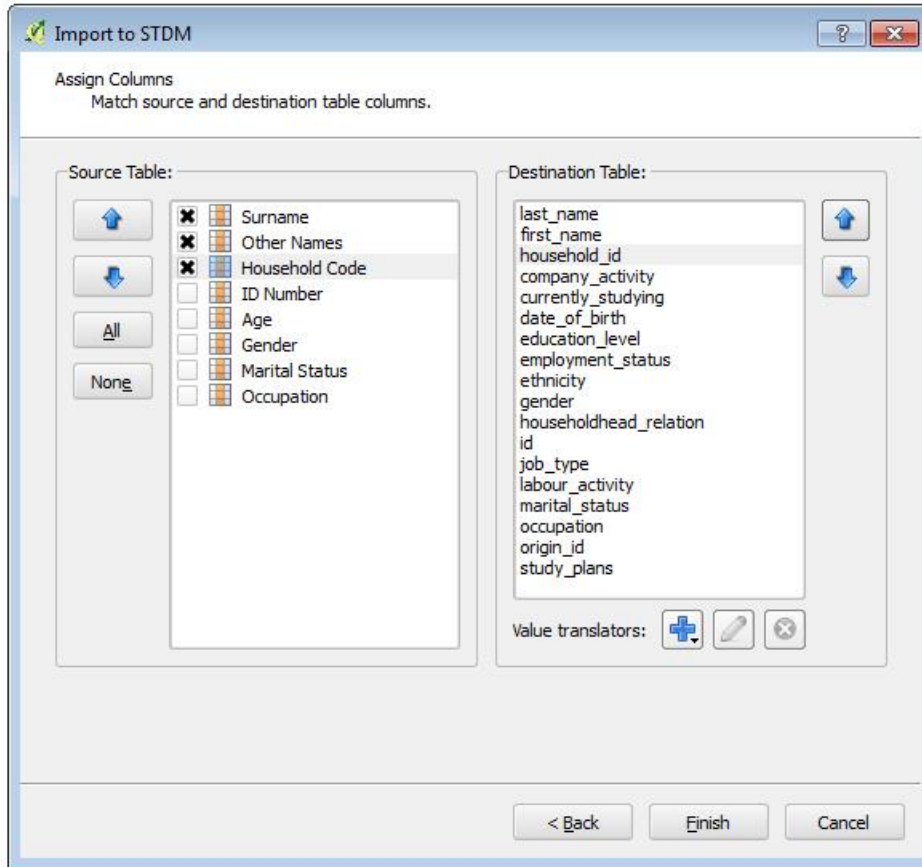 Import to STDM
?
Assign Columns
Match source and destination table columns.
Source Table:
All
None
Surname
Other Names
Household Code
ID Number
Age
Gender
Marital Status
Occupation
Destination Table:
last_name
first_name
household_id
company_activity
currently_studying
date_of_birth
education_level
employment_status
ethnicity
gender
householdhead_relation
id
job_type
labour_activity
marital_status
occupation
origin_id
study_plans
Value translators:
< Back
Finish
Cancel